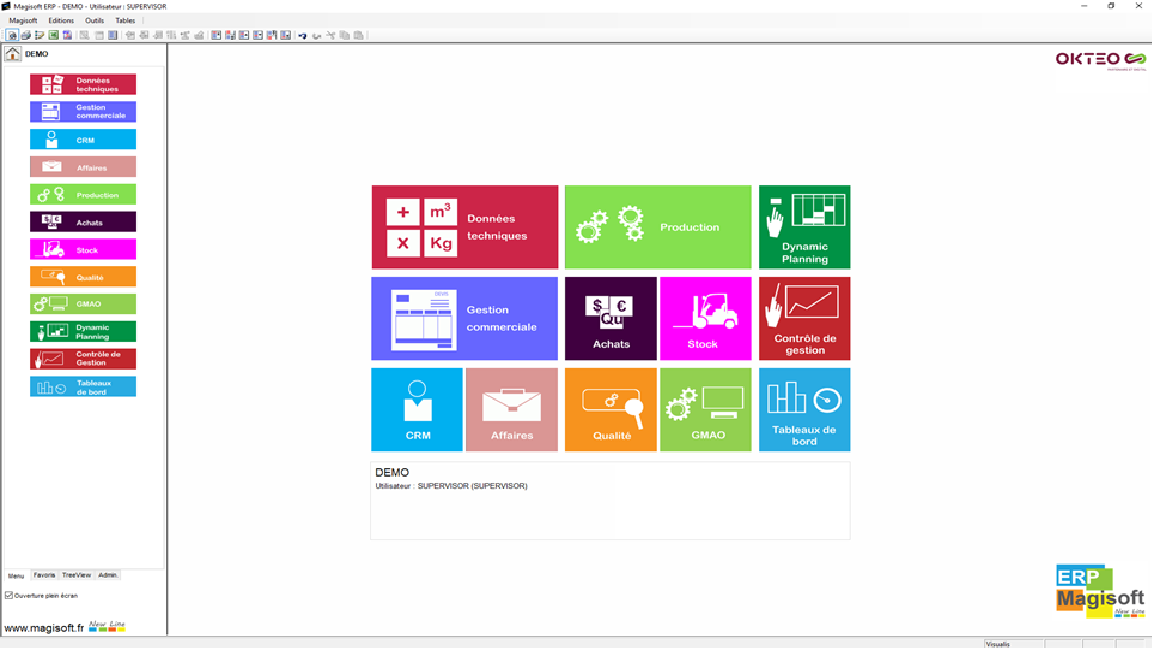 Magisoft ERP - DEMO - Utilisateur : SUPERVISOR
Magisoft Editions Outils Tables
DEMO
Données
techniques
Gestion
commerciale
CRM
Affaires
Production
Achats
Stock
Qualité
GMAO
Dynamic
Planning
Contrôle de
Gestion
Tableaux
de bord
Menu Favoris TreeView Admin.
Ouverture plein écran
www.magisoft.fr New Line
OKTEO
+ m³
X Kg
Données
techniques
Production
Dynamic
Planning
DEVIS
Gestion
commerciale
$ €
Qu
Achats
Stock
Contrôle de
gestion
CRM
Affaires
Qualité
GMAO
Tableaux de
bord
DEMO
Utilisateur : SUPERVISOR (SUPERVISOR)
ERP
Magisoft
New Line
Visualis